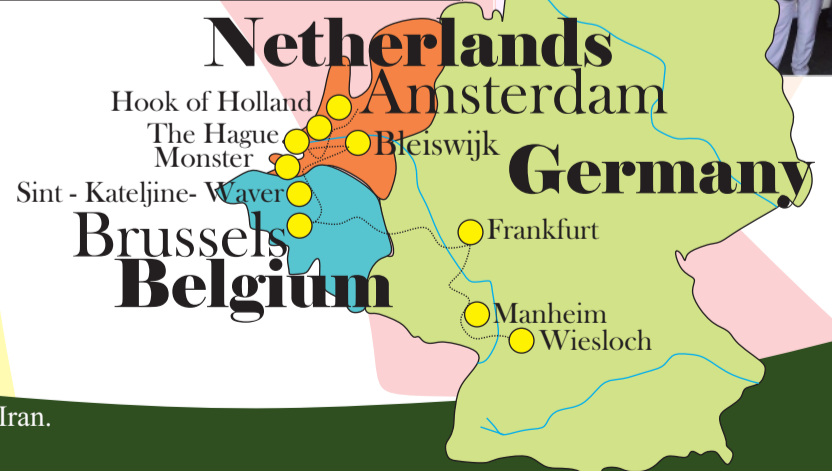 Netherlands
Hook of Holland
Amsterdam
The Hague
Bleiswijk
Monster
Germany
Sint - Kateljine- Waver
Brussels
Frankfurt
Belgium
Manheim
Wiesloch
Iran.